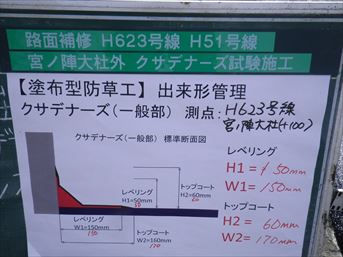 路面補修 H623号線 H51号線
宮ノ陣大社外 クサデナーズ試験施工
【塗布型防草工】 出来形管理
クサデナーズ(一般部) 測点：H623号線
宮ノ陣大社(+100)
クサデナーズ(一般部) 標準断面図
レベリング
H1=50mm
50
トップコート
H2=60mm
60
レベリング
W1=150mm
150
トップコート
W2=160mm
170
レベリング
H1= 50mm
W1= 150mm
トップコート
H2= 60mm
W2= 170mm